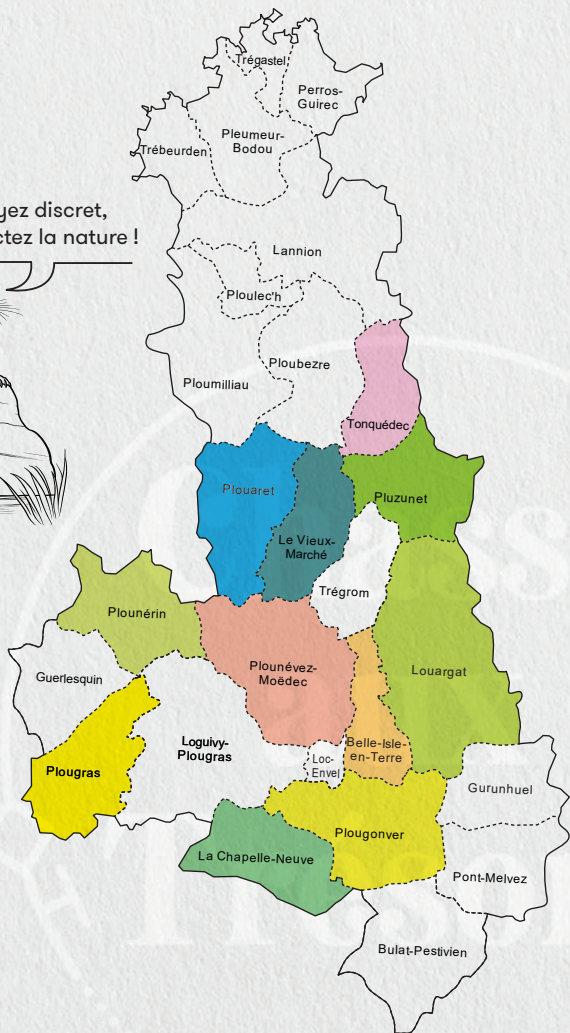 Trégastel
Perros-
Guirec
Pleumeur-
Bodou
Trébeurden
yez discret,
ctez la nature !
Lannion
Ploulec'h
Ploubezre
Ploumilliau
Tonquédec
Plouaret
Pluzunet
Le Vieux-
Marché
Trégrom
Plounérin
Plounévez-
Moëdec
Louargat
Guerlesquin
Loguivy-
Plougras
Plougras
Belle-Isle-
en-Terre
Loc-
Envel
Gurunhuel
Plougonver
La Chapelle-Neuve
Pont-Melvez
Bulat-Pestivien